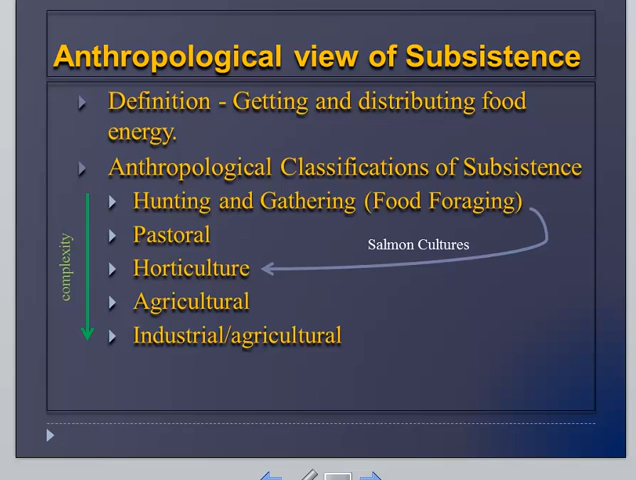 Anthropological view of Subsistence
Definition - Getting and distributing food
energy.
Anthropological Classifications of Subsistence
Hunting and Gathering (Food Foraging)
Pastoral
Salmon Cultures
Horticulture
Agricultural
Industrial/agricultural
complexity